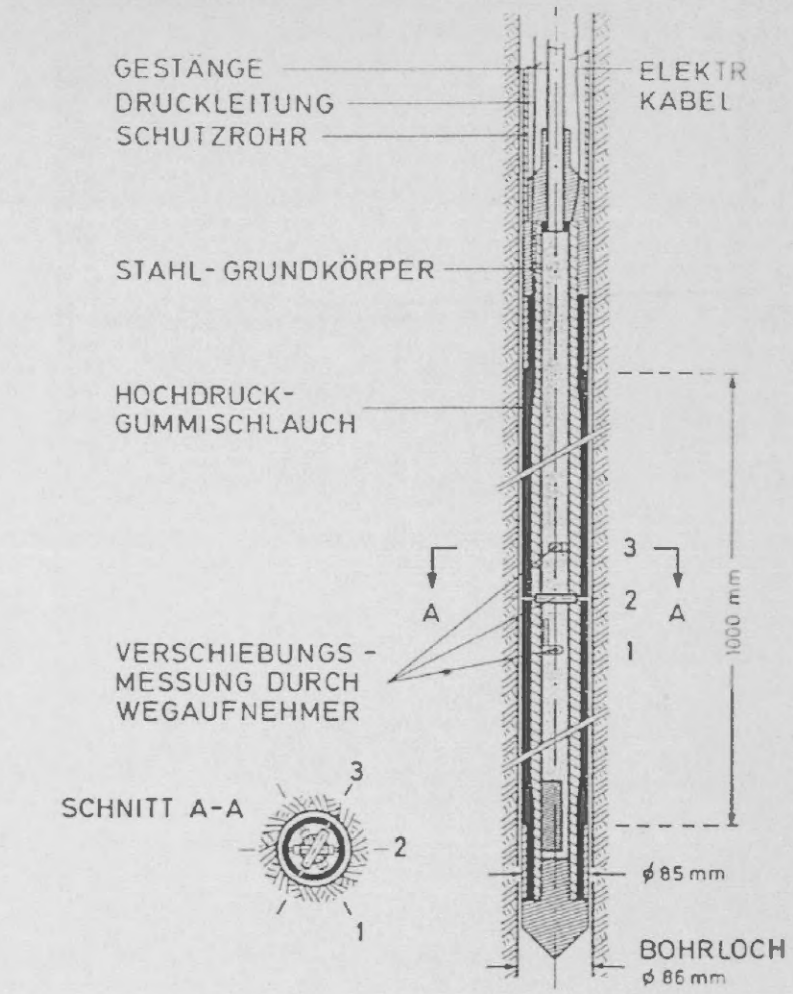 GESTÄNGE
DRUCKLEITUNG
SCHUTZROHR
ELEKTR
KABEL
STAHL-GRUNDKÖRPER
HOCHDRUCK-
GUMMISCHLAUCH
3
A A
2
1
1000 mm
VERSCHIEBUNGS-
MESSUNG DURCH
WEGAUFNEHMER
SCHNITT A-A
3
2
1
ϕ 85 mm
BOHRLOCH
ϕ 86 mm